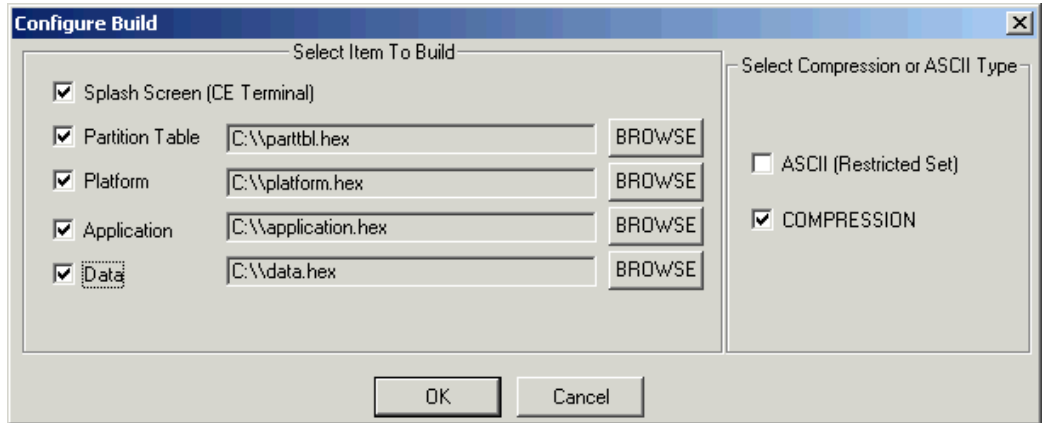 Configure Build
Select Item To Build
Splash Screen (CE Terminal)
Partition Table C:\\parttbl.hex BROWSE
Platform C:\\platform.hex BROWSE
Application C:\\application.hex BROWSE
Data C:\\data.hex BROWSE
Select Compression or ASCII Type
ASCII (Restricted Set)
COMPRESSION
OK Cancel